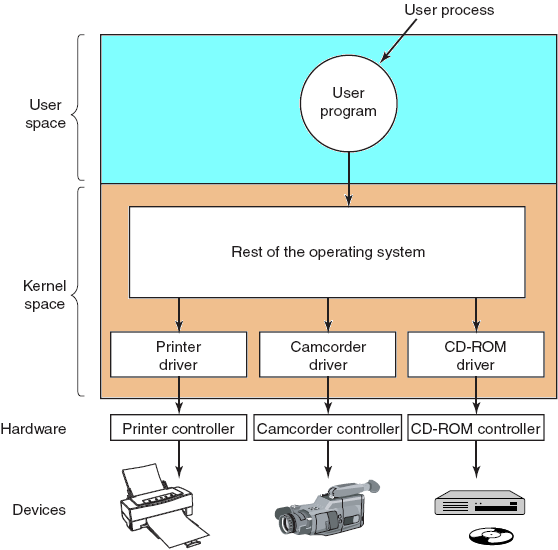 User process
User
space
User
program
Kernel
space
Rest of the operating system
Printer
driver
Camcorder
driver
CD-ROM
driver
Hardware
Printer controller
Camcorder controller
CD-ROM controller
Devices